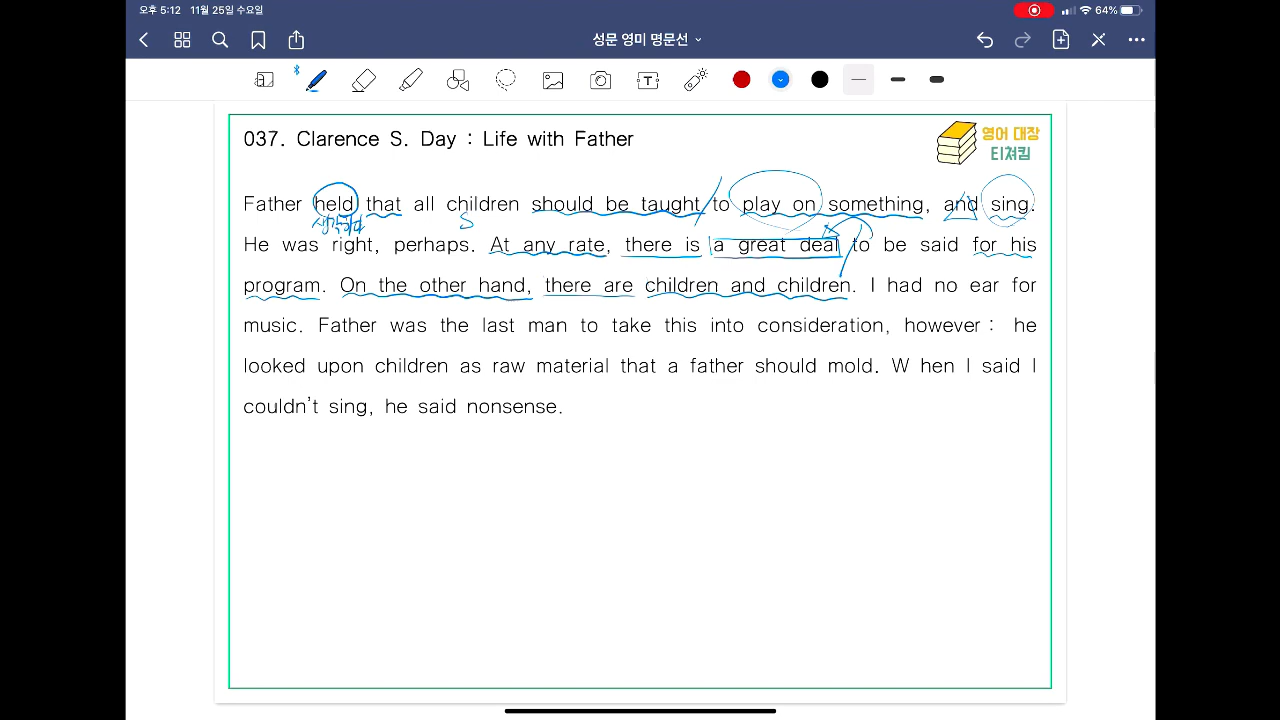 오후 5:12 11월 25일 수요일
64%
성문 영미 명문선
T
037. Clarence S. Day : Life with Father
영어 대장
티쳐킴
Father held that all children should be taught to play on something, and sing.
생각하다
S
He was right, perhaps. At any rate, there is a great deal to be said for his
program. On the other hand, there are children and children. I had no ear for
music. Father was the last man to take this into consideration, however : he
looked upon children as raw material that a father should mold. W hen I said I
couldn't sing, he said nonsense.